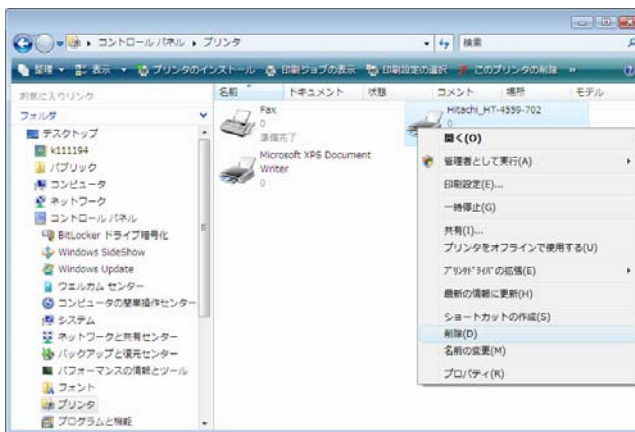 コントロール パネル ▸ プリンタ
検索
整理 表示 プリンタのインストール 印刷ジョブの表示 印刷設定の選択 このプリンタの削除 »
お気に入りリンク
フォルダ
デスクトップ
k111194
パブリック
コンピュータ
ネットワーク
コントロール パネル
BitLocker ドライブ暗号化
Windows SideShow
Windows Update
ウェルカム センター
コンピュータの簡単操作センター
システム
ネットワークと共有センター
バックアップと復元センター
パフォーマンスの情報とツール
フォント
プリンタ
プログラムと機能
名前 ドキュメント 状態 コメント 場所 モデル
Fax
0
準備完了
Microsoft XPS Document
Writer
0
Hitachi_HT-4559-702
0
開く(O)
管理者として実行(A)
印刷設定(E)...
一時停止(G)
共有(I)...
プリンタをオフラインで使用する(U)
プリンタドライバの拡張(E)
最新の情報に更新(H)
ショートカットの作成(S)
削除(D)
名前の変更(M)
プロパティ(R)